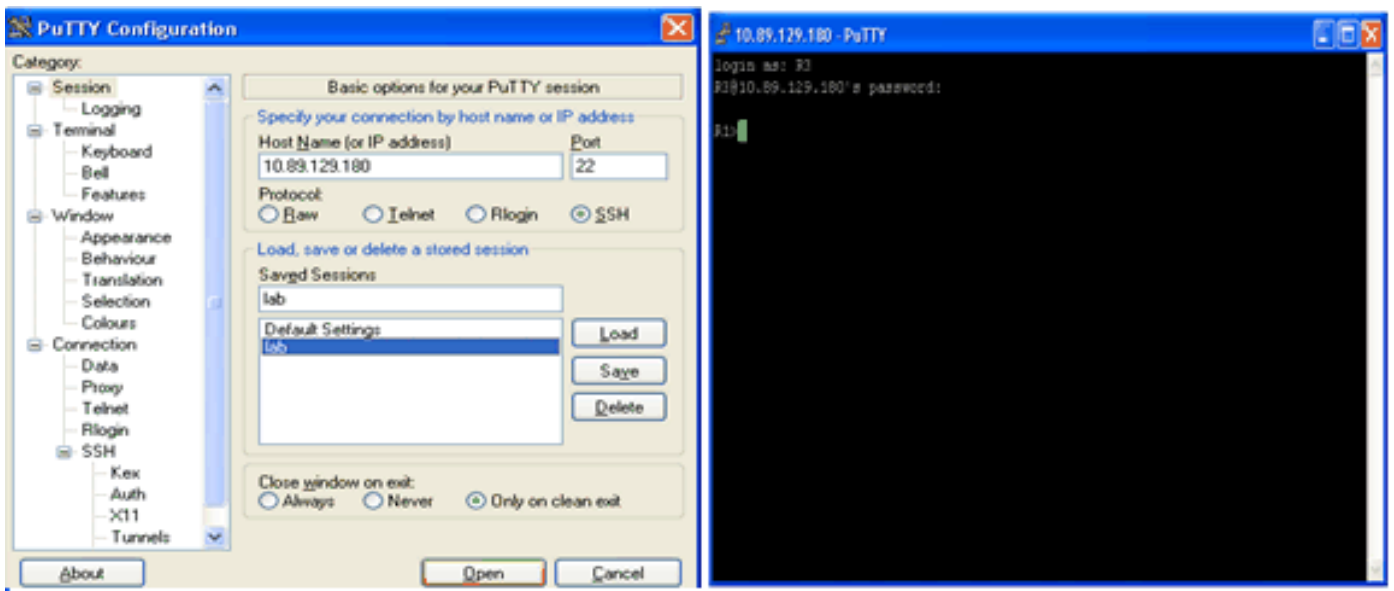 PuTTY Configuration
Category:
Session
Logging
Terminal
Keyboard
Bell
Features
Window
Appearance
Behaviour
Translation
Selection
Colours
Connection
Data
Proxy
Telnet
Rlogin
SSH
Kex
Auth
X11
Tunnels
Basic options for your PuTTY session
Specify your connection by host name or IP address
Host Name (or IP address) Port
10.89.129.180 22
Protocol:
Raw Telnet Rlogin SSH
Load, save or delete a stored session
Saved Sessions
lab
Default Settings
lab
Load
Save
Delete
Close window on exit:
Always Never Only on clean exit
About Open Cancel
10.89.129.180 - PuTTY
login as: R3
R3@10.89.129.180's password:
R1>